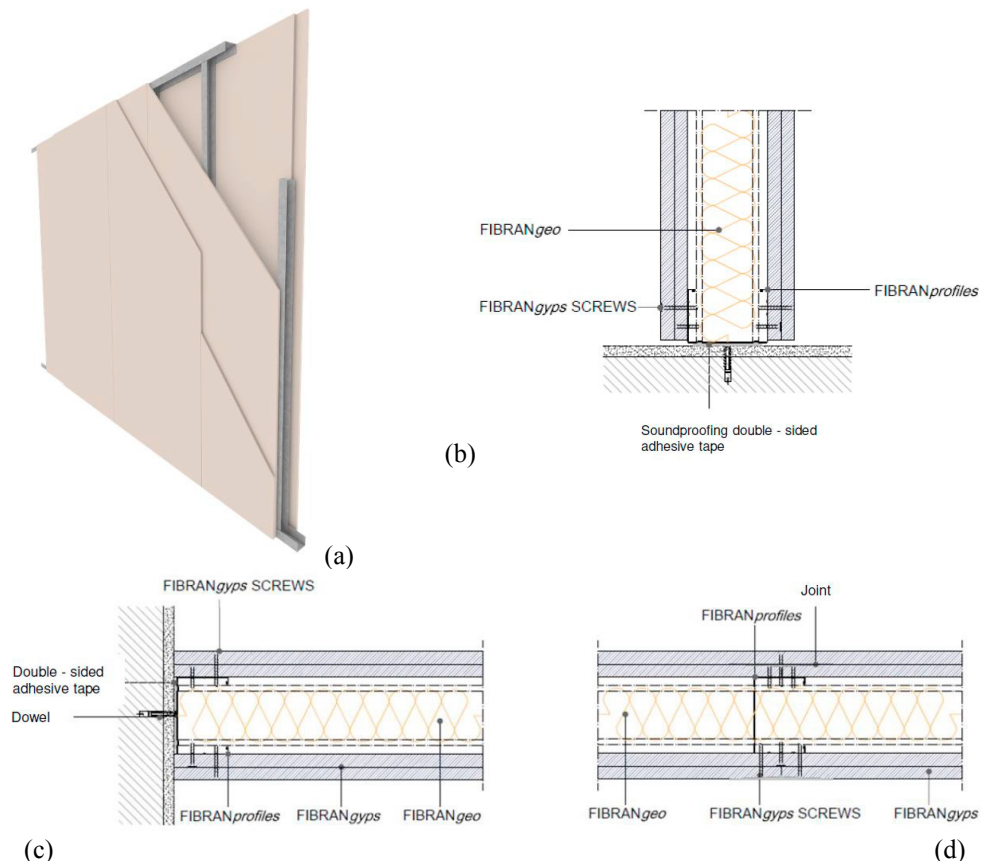 (a)
FIBRANgeo
FIBRANgyps SCREWS
FIBRANprofiles
Soundproofing double - sided
adhesive tape
(b)
FIBRANgyps SCREWS
Double - sided
adhesive tape
Dowel
FIBRANprofiles
FIBRANgyps
FIBRANgeo
(c)
Joint
FIBRANprofiles
FIBRANgeo
FIBRANgyps SCREWS
FIBRANgyps
(d)